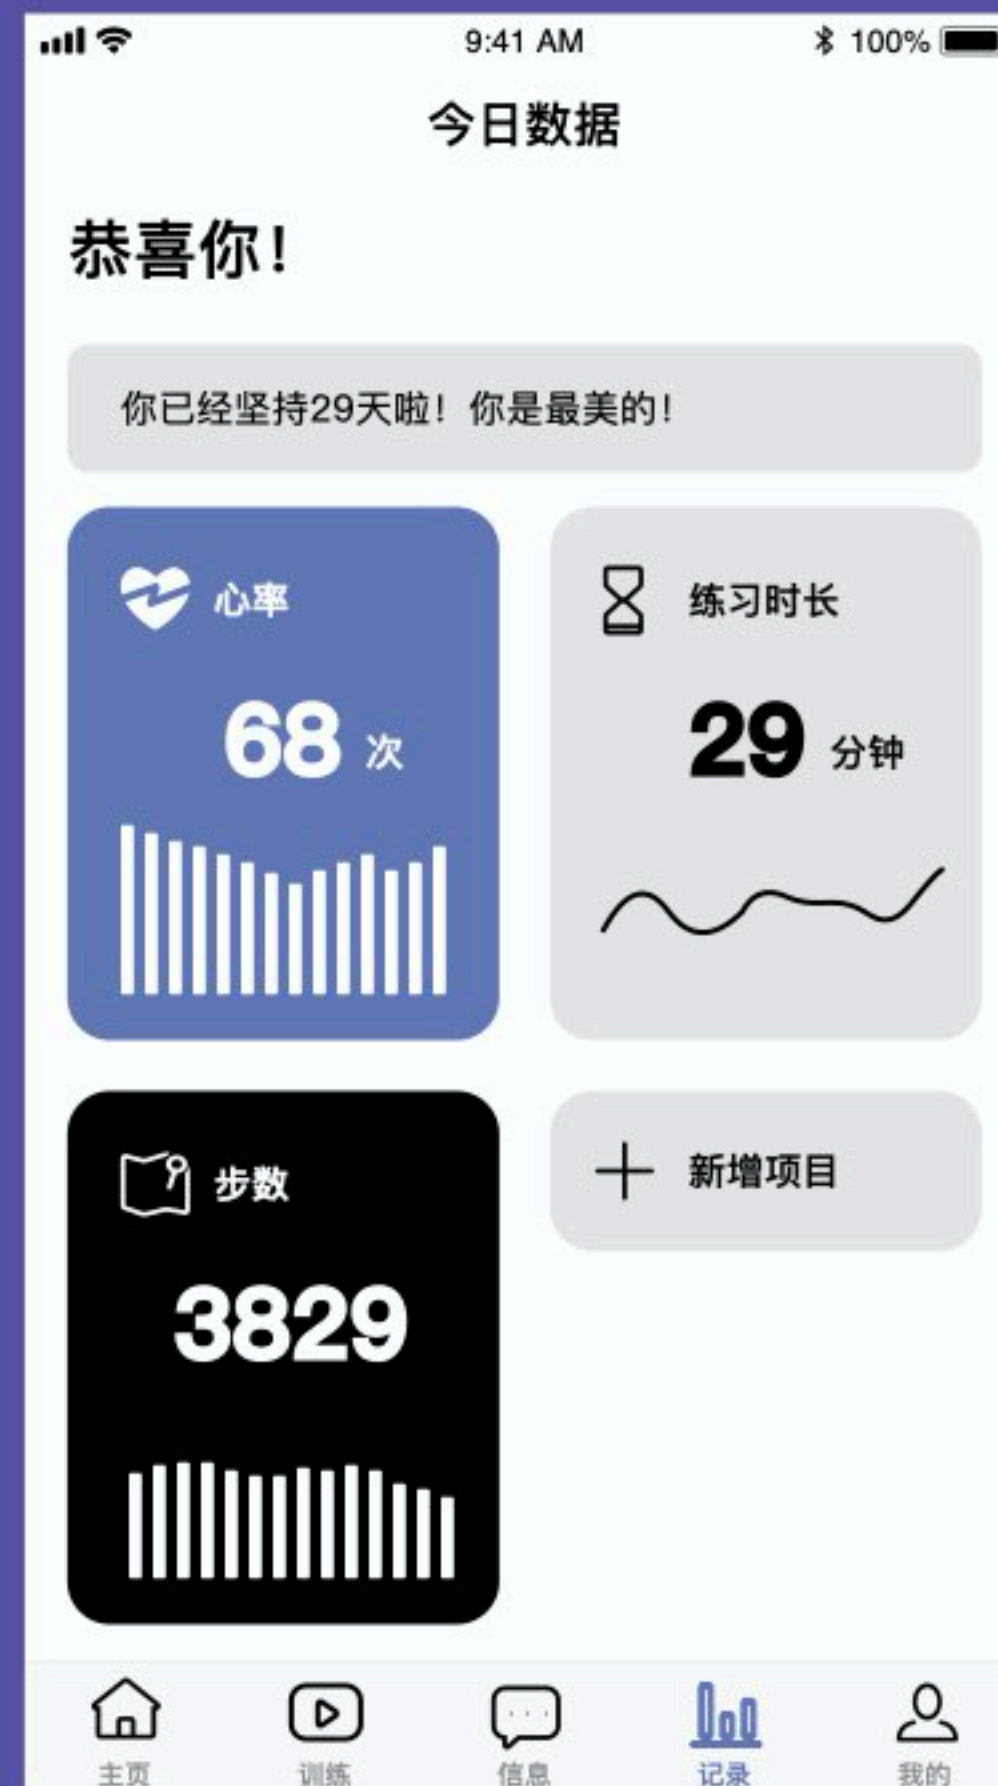 9:41 AM 100%
今日数据
恭喜你！
你已经坚持29天啦！你是最美的！
心率
68 次
练习时长
29 分钟
步数
3829
新增项目
主页 训练 信息 记录 我的